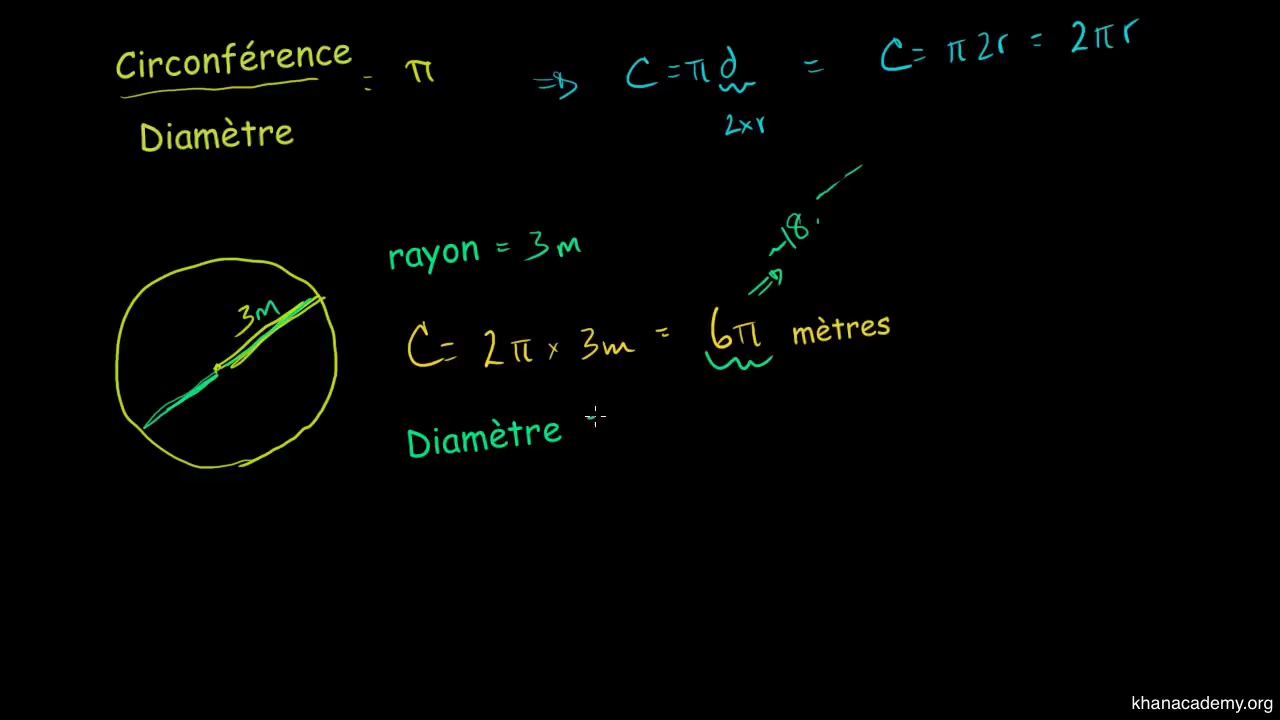 Circonférence
= π ⇒ C = π d = C = π 2r = 2πr
Diamètre
2×r
~18.
rayon = 3m
3m
C = 2π × 3m = 6π mètres
Diamètre =
khanacademy.org